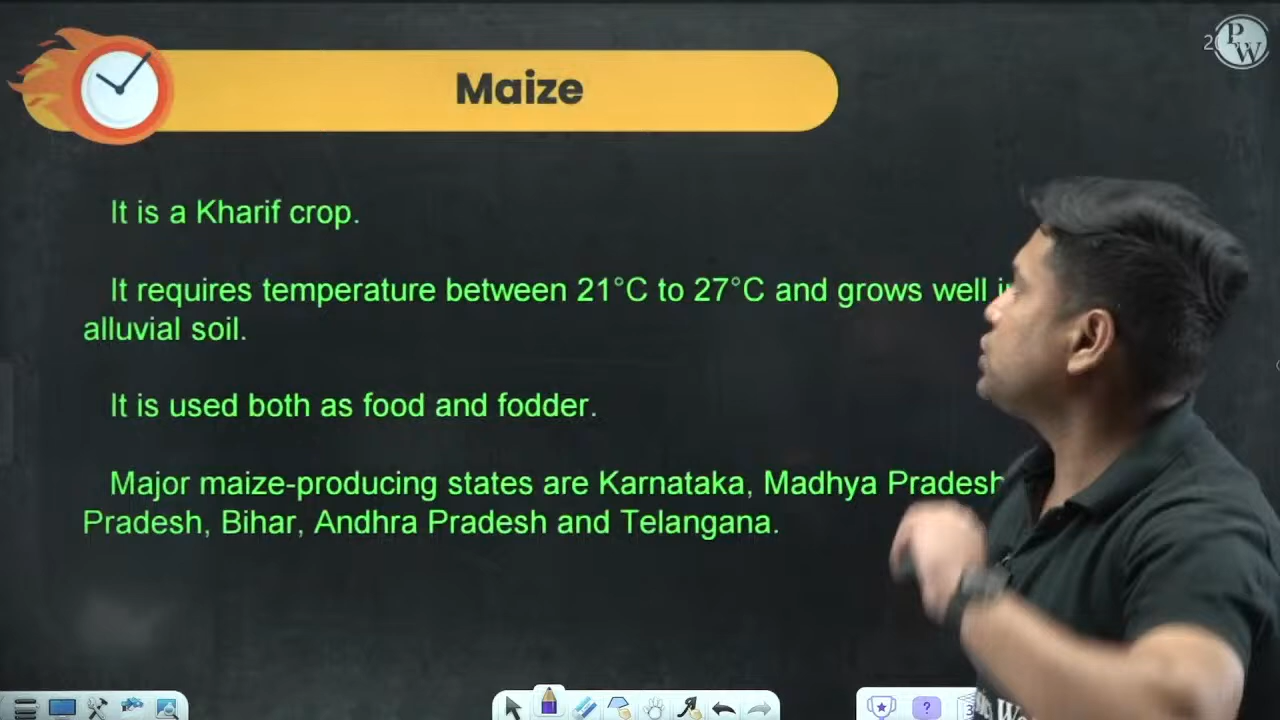 Maize
PW
It is a Kharif crop.
It requires temperature between 21°C to 27°C and grows well
alluvial soil.
It is used both as food and fodder.
Major maize-producing states are Karnataka, Madhya Pradesh
Pradesh, Bihar, Andhra Pradesh and Telangana.